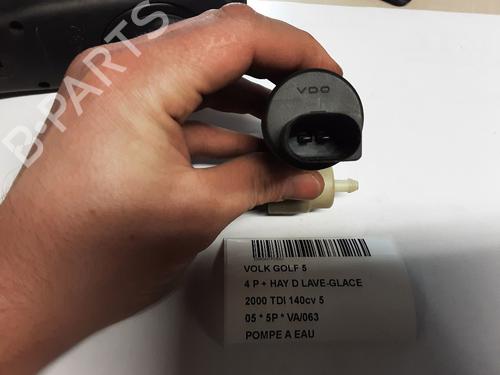 B-PARTS
VDO
VOLK GOLF 5
4 P + HAY D LAVE-GLACE
2000 TDI 140cv 5
05 * 5P * VA/063
POMPE A EAU